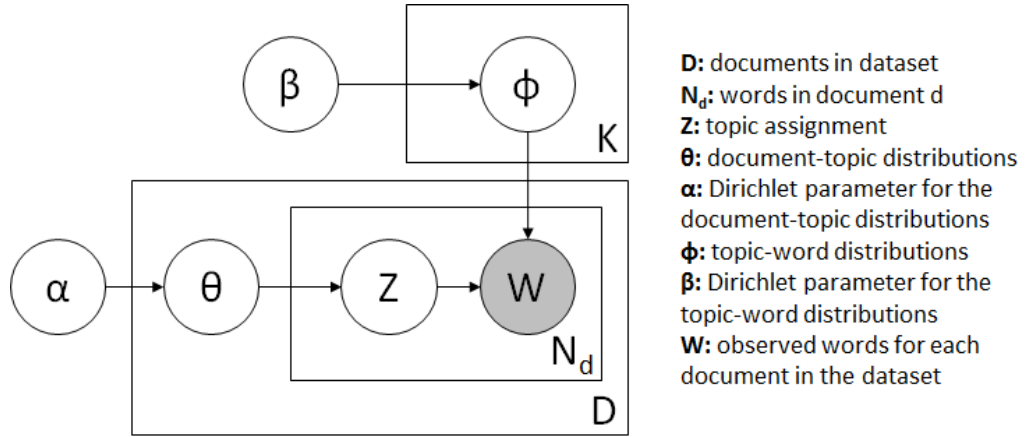 β
ϕ
K
α
θ
Z
W
N_d
D
D: documents in dataset
N_d: words in document d
Z: topic assignment
θ: document-topic distributions
α: Dirichlet parameter for the
document-topic distributions
ϕ: topic-word distributions
β: Dirichlet parameter for the
topic-word distributions
W: observed words for each
document in the dataset